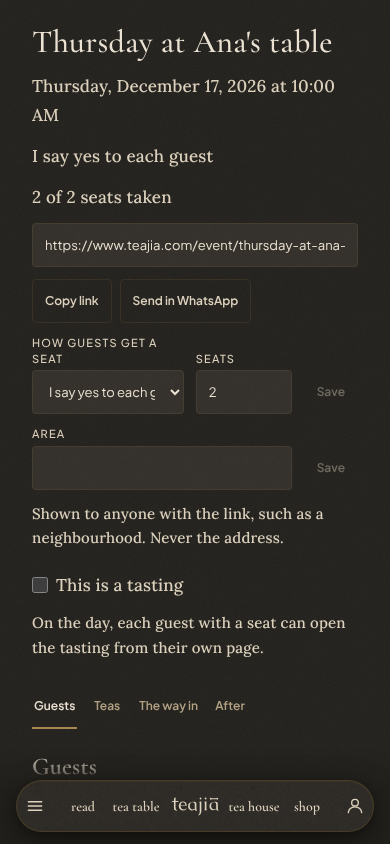 Thursday at Ana's table
Thursday, December 17, 2026 at 10:00
AM
I say yes to each guest
2 of 2 seats taken
https://www.teajia.com/event/thursday-at-ana-
Copy link
Send in WhatsApp
HOW GUESTS GET A
SEAT
SEATS
I say yes to each g
2
Save
AREA
Save
Shown to anyone with the link, such as a
neighbourhood. Never the address.
This is a tasting
On the day, each guest with a seat can open
the tasting from their own page.
Guests
Teas
The way in
After
Guests
read
tea table
teajiā
tea house
shop